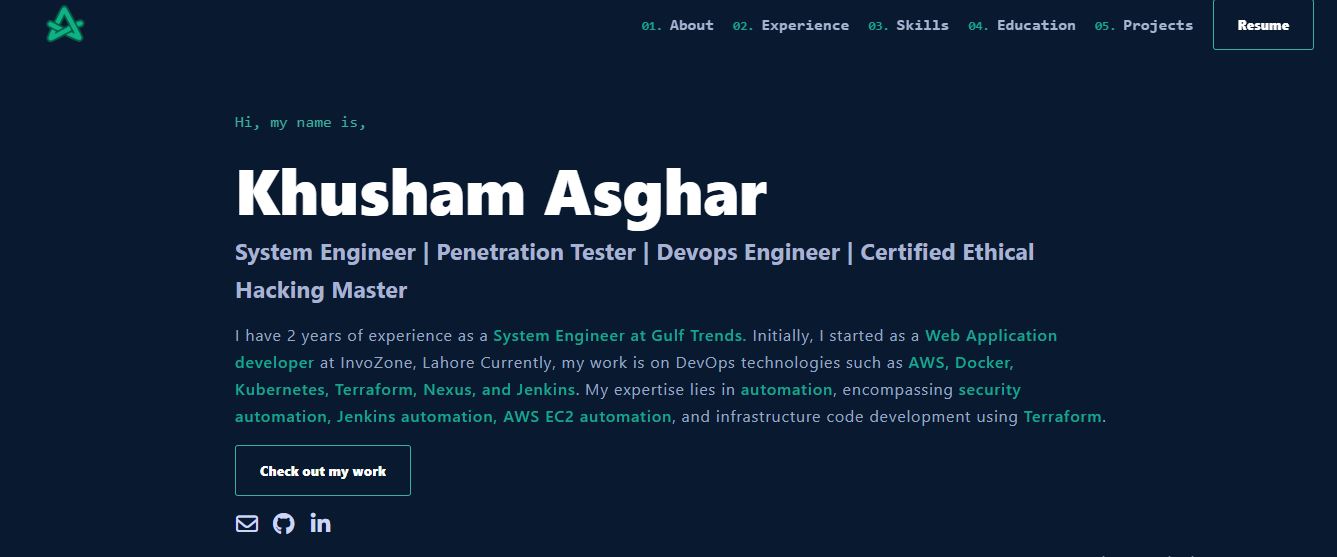 01. About 02. Experience 03. Skills 04. Education 05. Projects Resume
Hi, my name is,
Khusham Asghar
System Engineer | Penetration Tester | Devops Engineer | Certified Ethical
Hacking Master
I have 2 years of experience as a System Engineer at Gulf Trends. Initially, I started as a Web Application
developer at InvoZone, Lahore Currently, my work is on DevOps technologies such as AWS, Docker,
Kubernetes, Terraform, Nexus, and Jenkins. My expertise lies in automation, encompassing security
automation, Jenkins automation, AWS EC2 automation, and infrastructure code development using Terraform.
Check out my work
in